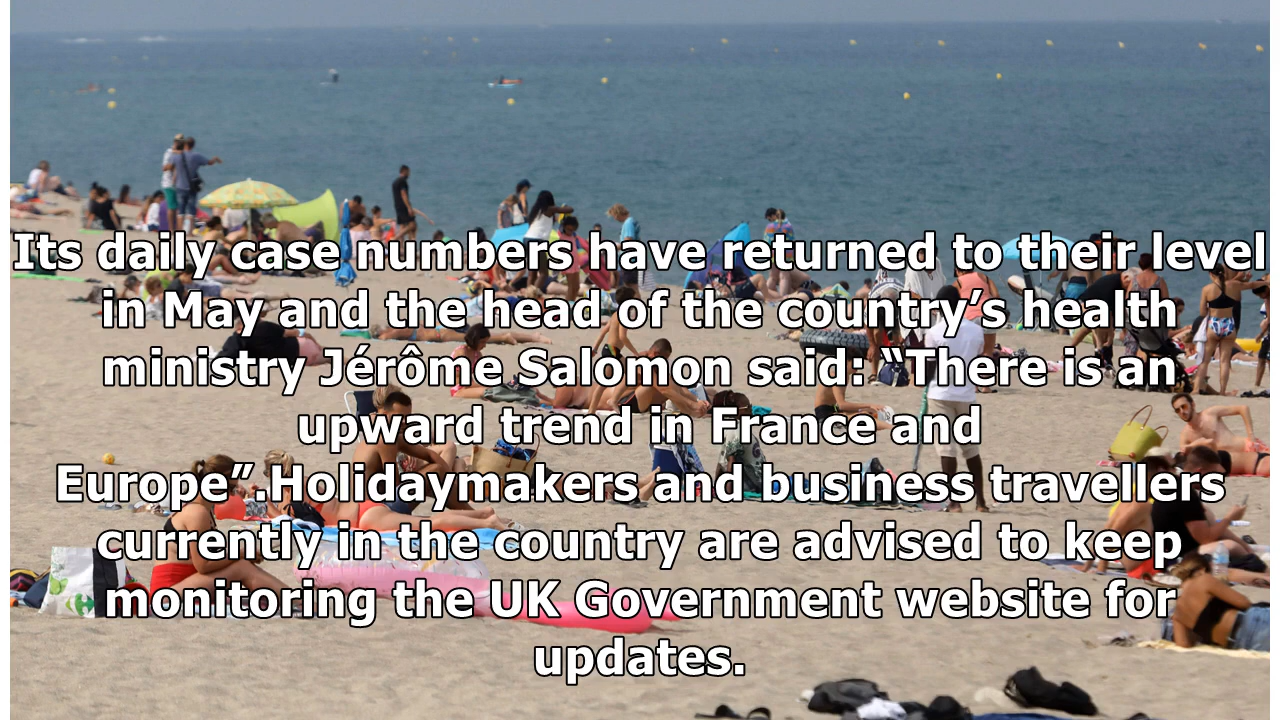 Its daily case numbers have returned to their level
in May and the head of the country’s health
ministry Jérôme Salomon said: “There is an
upward trend in France and
Europe”.Holidaymakers and business travellers
currently in the country are advised to keep
monitoring the UK Government website for
updates.